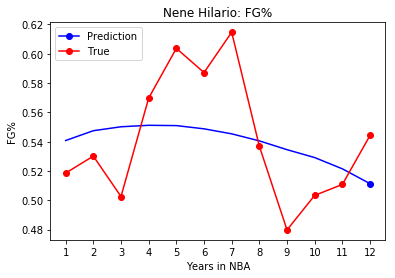 Nene Hilario: FG%
Prediction
True
0.62
0.60
0.58
0.56
0.54
0.52
0.50
0.48
FG%
1 2 3 4 5 6 7 8 9 10 11 12
Years in NBA